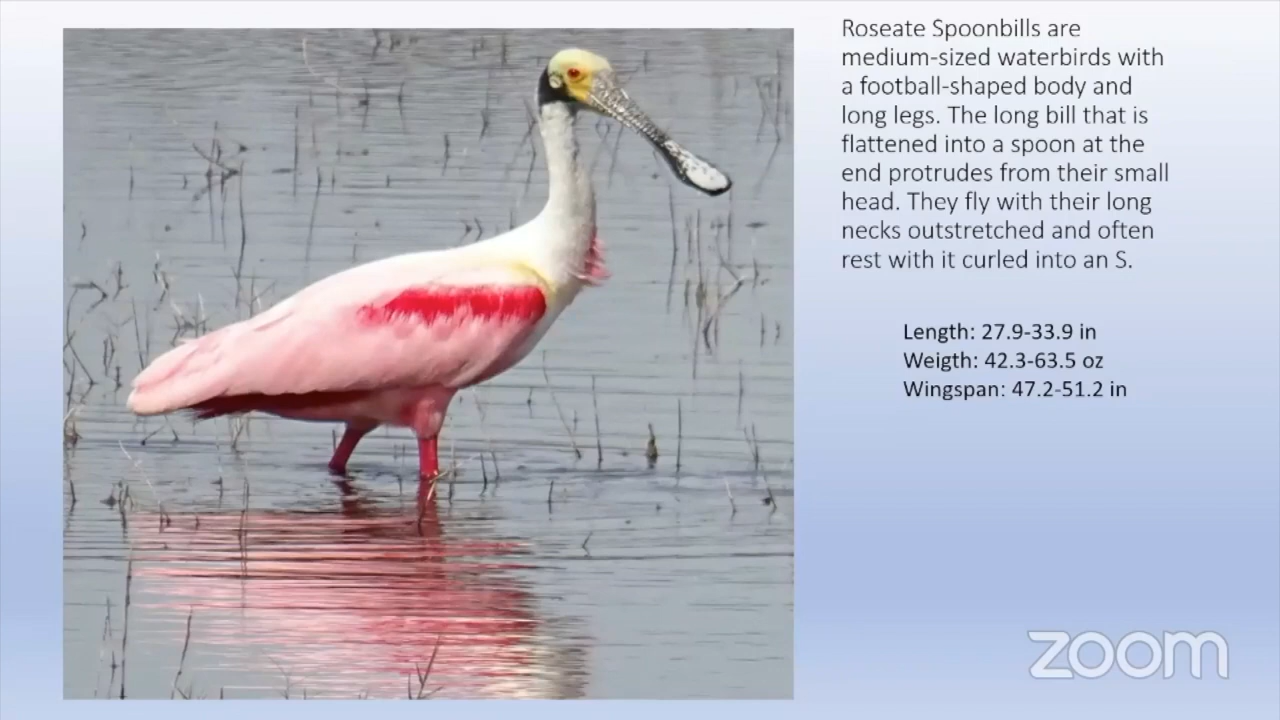 Roseate Spoonbills are
medium-sized waterbirds with
a football-shaped body and
long legs. The long bill that is
flattened into a spoon at the
end protrudes from their small
head. They fly with their long
necks outstretched and often
rest with it curled into an S.
Length: 27.9-33.9 in
Weigth: 42.3-63.5 oz
Wingspan: 47.2-51.2 in
zoom